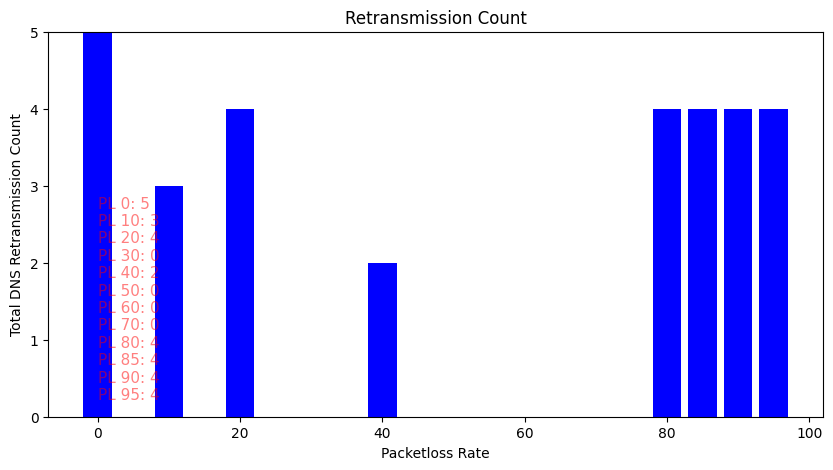 Retransmission Count
Total DNS Retransmission Count
5
4
3
2
1
0
PL 0: 5
PL 10: 3
PL 20: 4
PL 30: 0
PL 40: 2
PL 50: 0
PL 60: 0
PL 70: 0
PL 80: 4
PL 85: 4
PL 90: 4
PL 95: 4
0 20 40 60 80 100
Packetloss Rate